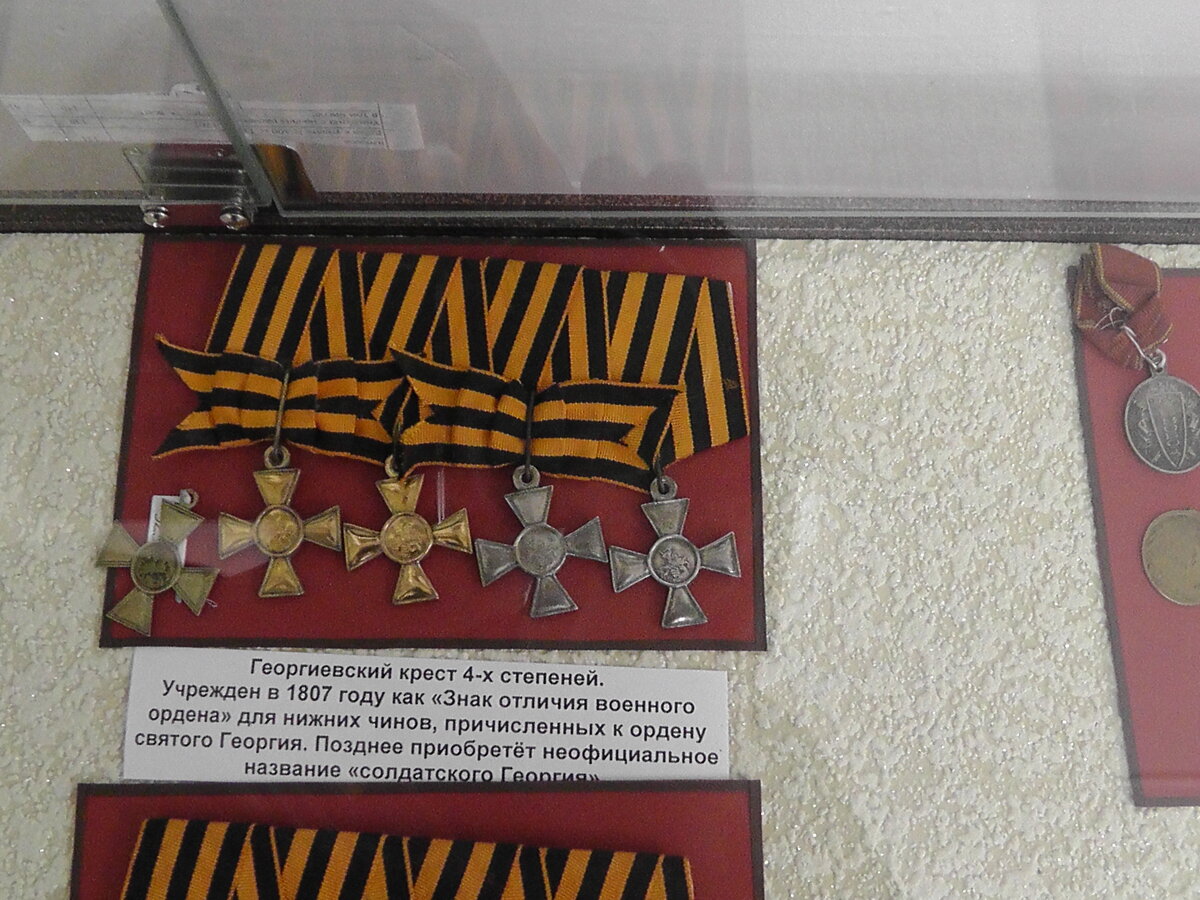 Георгиевский крест 4-х степеней.
Учрежден в 1807 году как «Знак отличия военного
ордена» для нижних чинов, причисленных к ордену
святого Георгия. Позднее приобретёт неофициальное
название «солдатского Георгия»